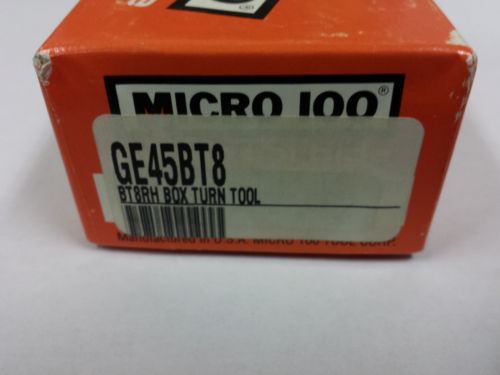 MICRO 100®
GE45BT8
BT8RH BOX TURN TOOL
Manufactured in U.S.A. MICRO 100 TOOL CORP.